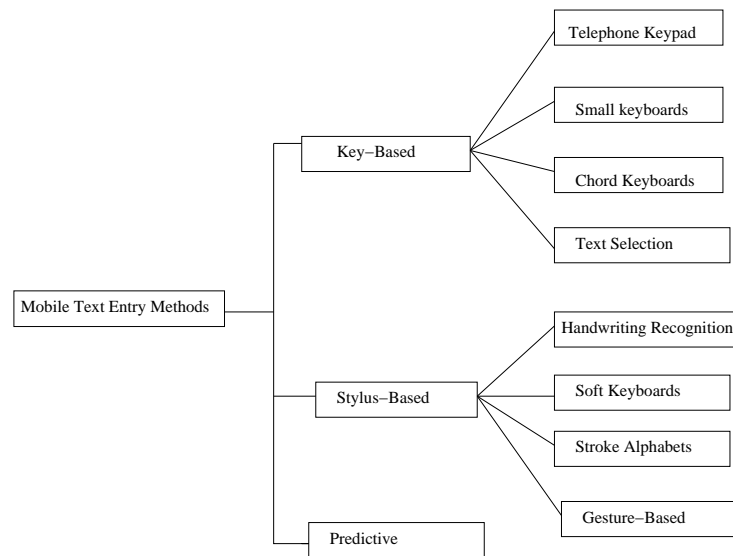 Telephone Keypad
Small keyboards
Key−Based
Chord Keyboards
Text Selection
Mobile Text Entry Methods
Handwriting Recognition
Soft Keyboards
Stylus−Based
Stroke Alphabets
Gesture−Based
Predictive